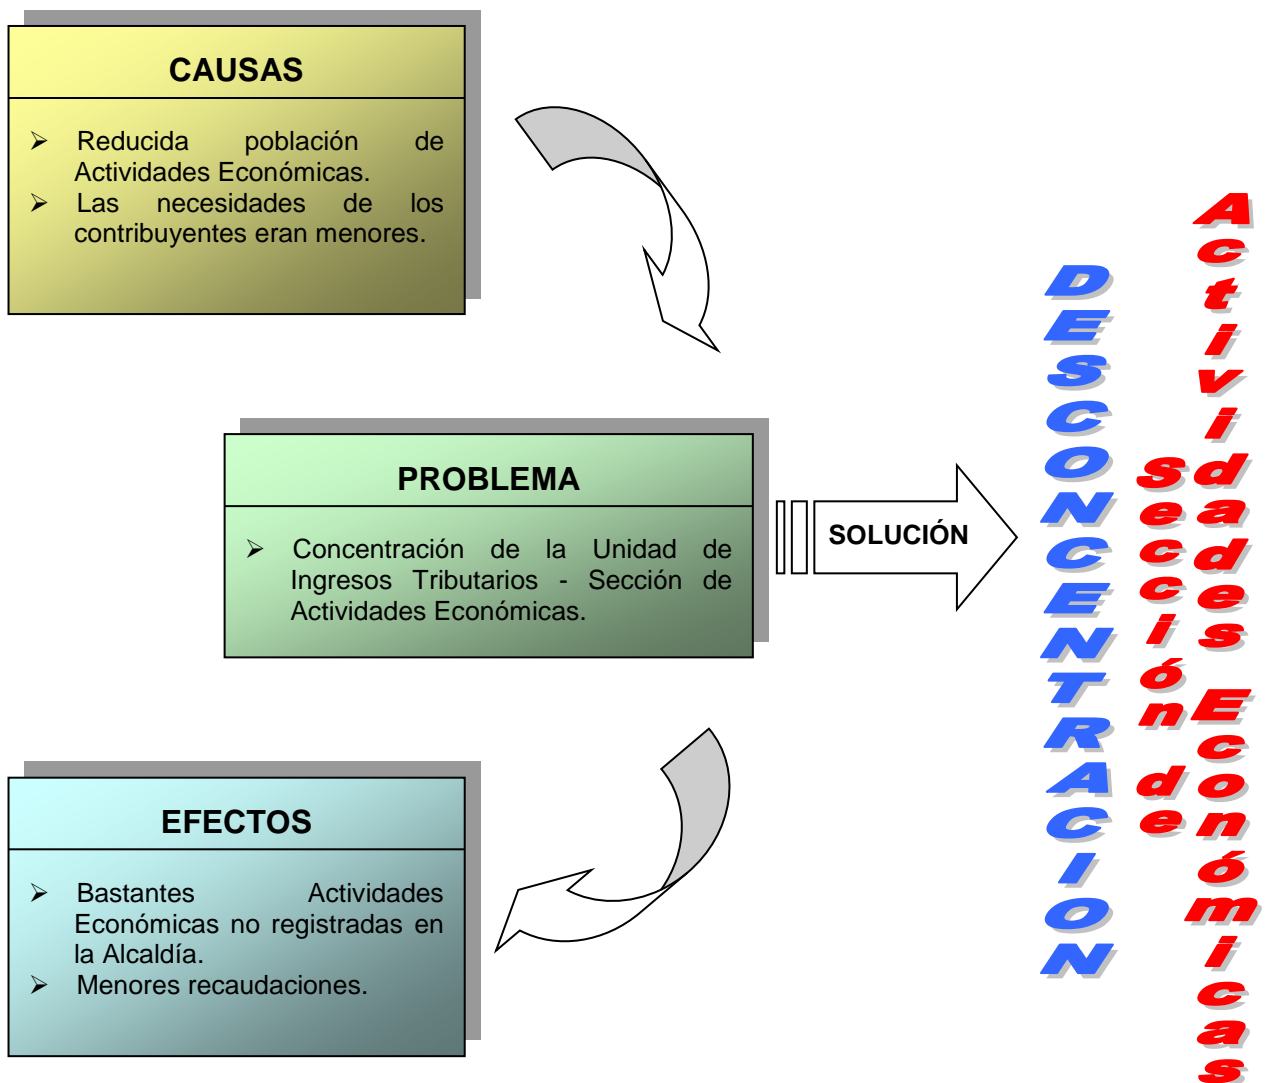 CAUSAS
➢ Reducida población de
Actividades Económicas.
➢ Las necesidades de los
contribuyentes eran menores.
PROBLEMA
➢ Concentración de la Unidad de
Ingresos Tributarios - Sección de
Actividades Económicas.
SOLUCIÓN
EFECTOS
➢ Bastantes Actividades
Económicas no registradas en
la Alcaldía.
➢ Menores recaudaciones.
DESCONCENTRACION
Sección de
Actividades Económicas